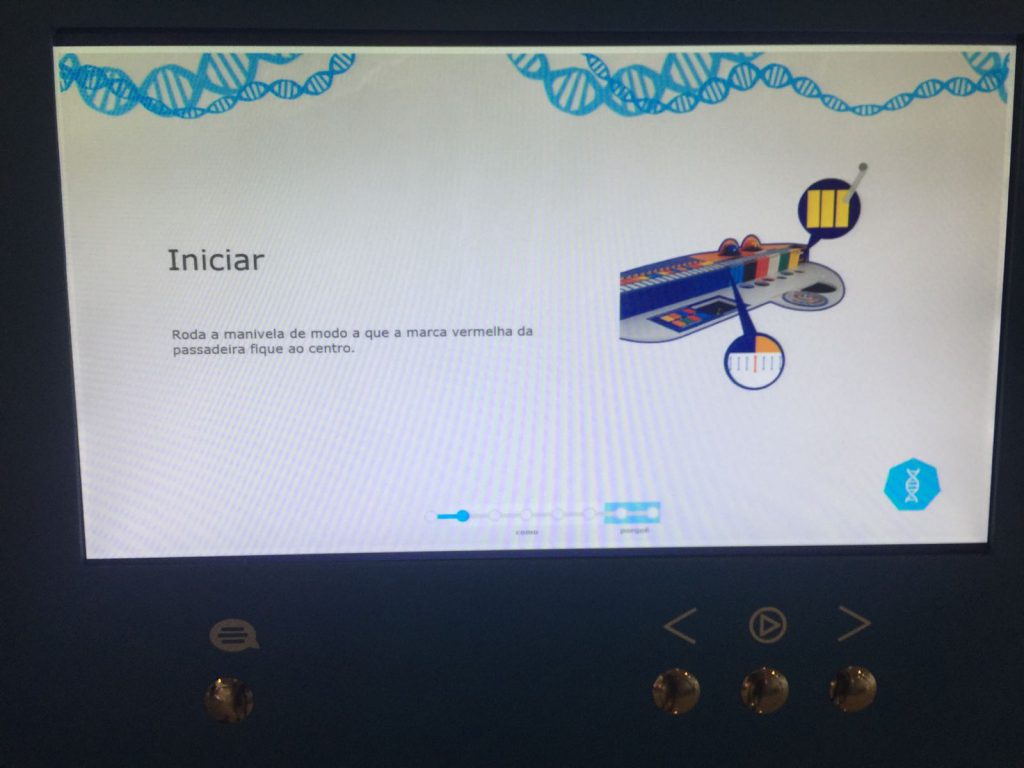 Iniciar
Roda a manivela de modo a que a marca vermelha da
passadeira fique ao centro.
como
porquê